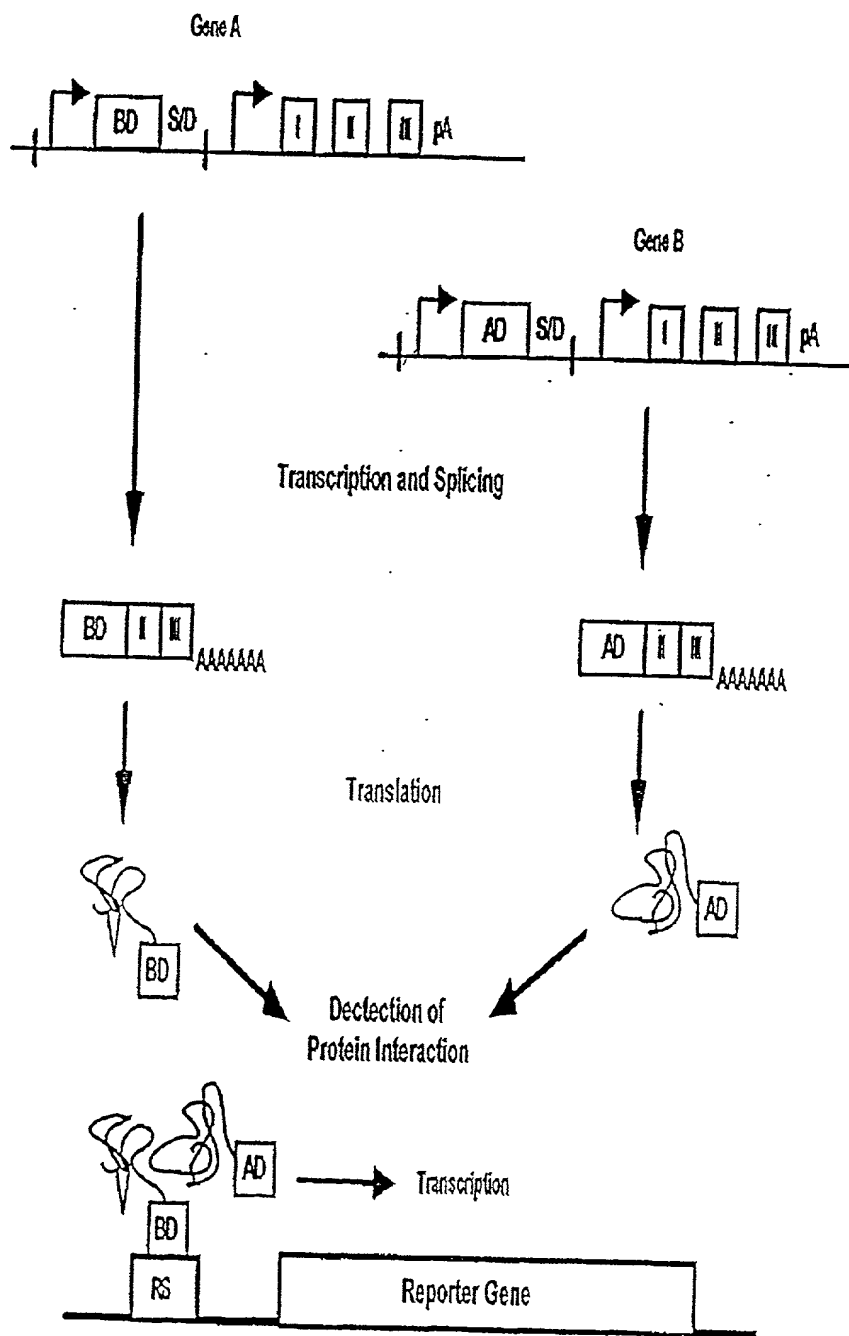 Gene A
BD S/D I II III pA
Gene B
AD S/D I II III pA
Transcription and Splicing
BD II III AAAAAAA
AD II III AAAAAAA
Translation
BD
AD
Dectection of
Protein Interaction
AD
Transcription
BD
RS
Reporter Gene